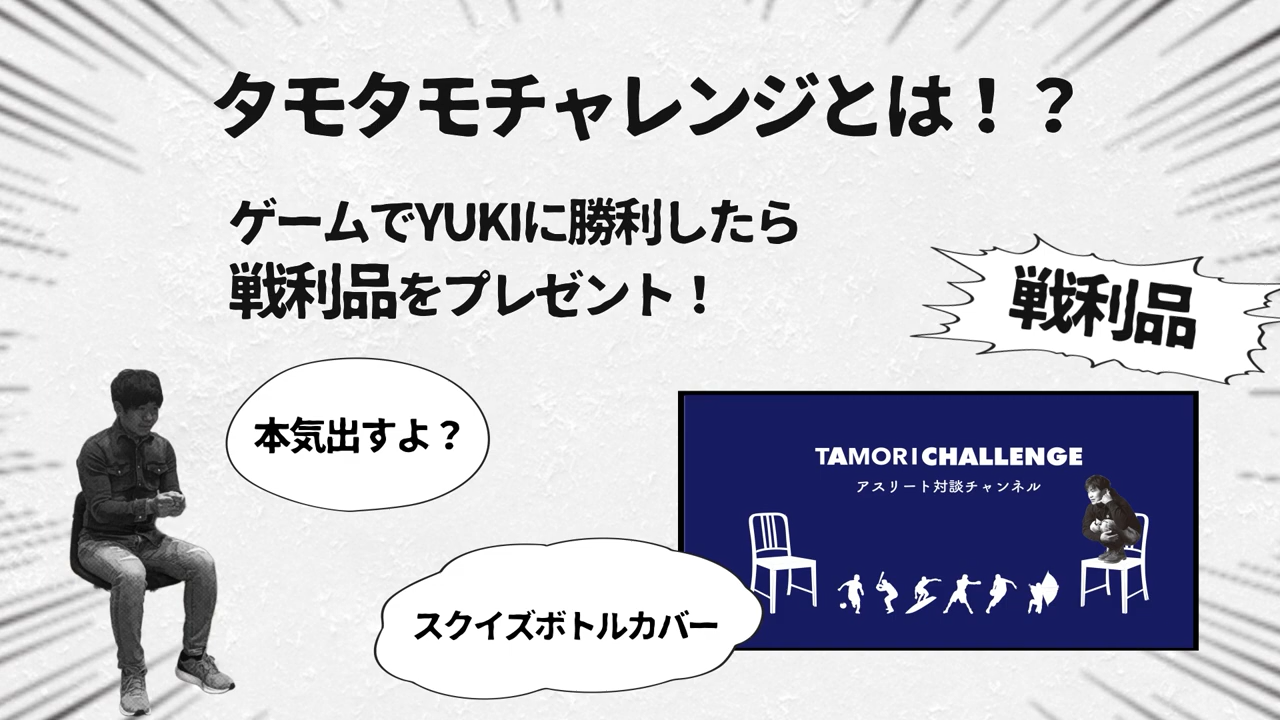 タモタモチャレンジとは！？
ゲームでYUKIに勝利したら
戦利品をプレゼント！
戦利品
本気出すよ？
TAMORI CHALLENGE
アスリート対談チャンネル
スクイズボトルカバー